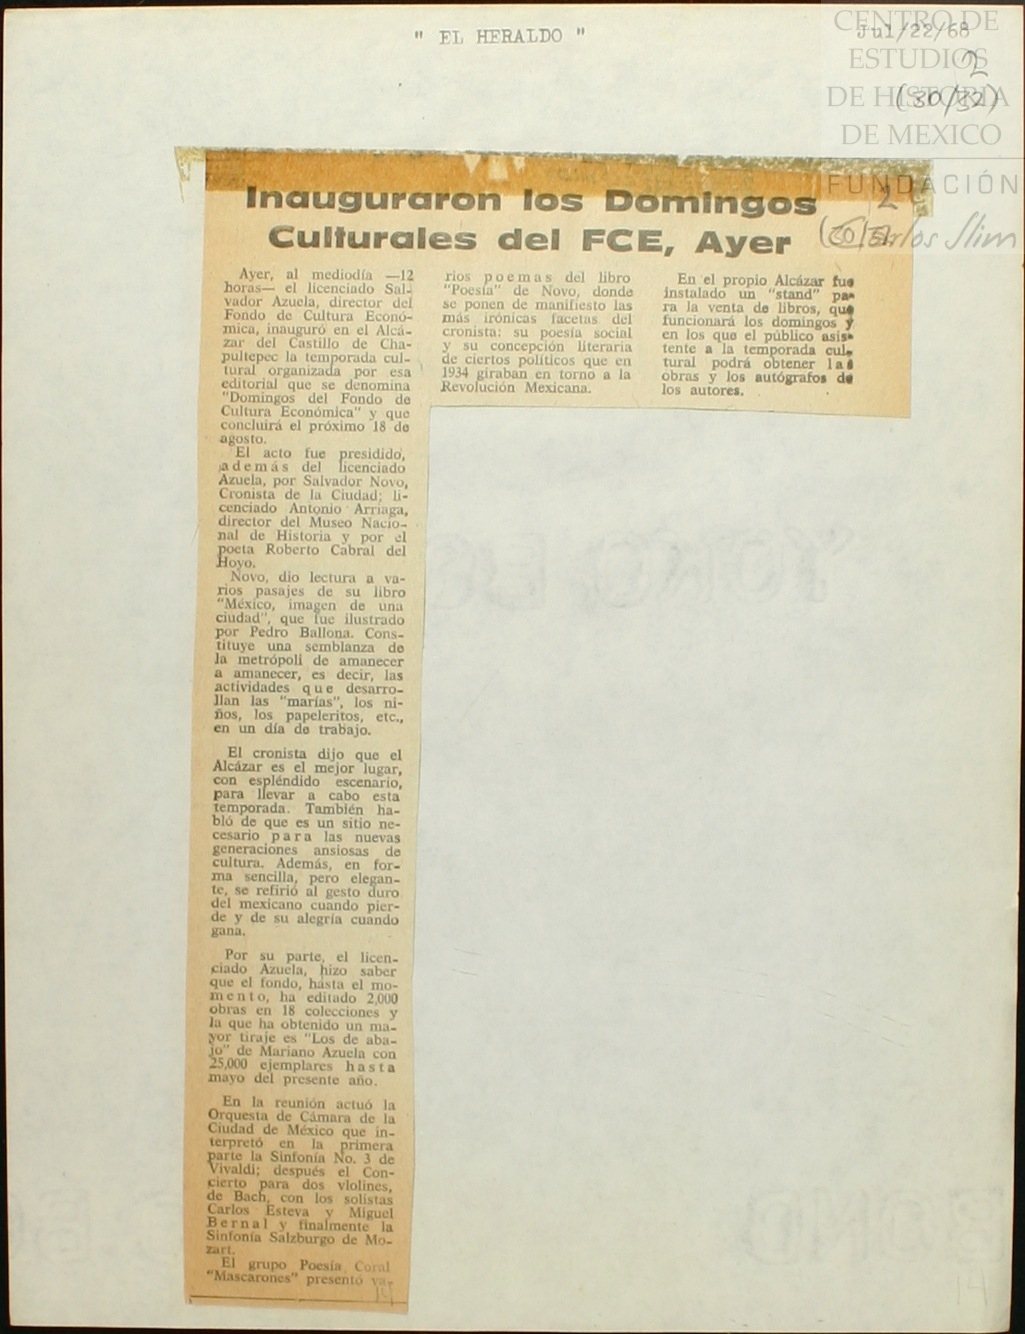 " EL HERALDO "
Jul/22/68
CENTRO DE
ESTUDIOS
DE HISTORIA
DE MEXICO
FUNDACIÓN
Carlos Slim
2
(30/32)
2
Inauguraron los Domingos
Culturales del FCE, Ayer
Ayer, al mediodía —12
horas— el licenciado Sal-
vador Azuela, director del
Fondo de Cultura Econó-
mica, inauguró en el Alcá-
zar del Castillo de Cha-
pultepec la temporada cul-
tural organizada por esa
editorial que se denomina
"Domingos del Fondo de
Cultura Económica" y que
concluirá el próximo 18 de
agosto.
El acto fue presidido,
además del licenciado
Azuela, por Salvador Novo,
Cronista de la Ciudad; li-
cenciado Antonio Arriaga,
director del Museo Nacio-
nal de Historia y por el
poeta Roberto Cabral del
Hoyo.
Novo, dio lectura a va-
rios pasajes de su libro
"México, imagen de una
ciudad", que fue ilustrado
por Pedro Ballona. Cons-
tituye una semblanza de
la metrópoli de amanecer
a amanecer, es decir, las
actividades que desarro-
llan las "marías", los ni-
ños, los papeleritos, etc.,
en un día de trabajo.
El cronista dijo que el
Alcázar es el mejor lugar,
con espléndido escenario,
para llevar a cabo esta
temporada. También ha-
bló de que es un sitio ne-
cesario para las nuevas
generaciones ansiosas de
cultura. Además, en for-
ma sencilla, pero elegan-
te, se refirió al gesto duro
del mexicano cuando pier-
de y de su alegría cuando
gana.
Por su parte, el licen-
ciado Azuela, hizo saber
que el fondo, hasta el mo-
mento, ha editado 2,000
obras en 18 colecciones y
la que ha obtenido un ma-
yor tiraje es "Los de aba-
jo" de Mariano Azuela con
25,000 ejemplares hasta
mayo del presente año.
En la reunión actuó la
Orquesta de Cámara de la
Ciudad de México que in-
terpretó en la primera
parte la Sinfonía No. 3 de
Vivaldi; después el Con-
cierto para dos violines,
de Bach, con los solistas
Carlos Esteva y Miguel
Bernal y finalmente la
Sinfonía Salzburgo de Mo-
zart.
El grupo Poesía Coral
"Mascarones" presentó va-
rios poemas del libro
"Poesía" de Novo, donde
se ponen de manifiesto las
más irónicas facetas del
cronista: su poesía social
y su concepción literaria
de ciertos políticos que en
1934 giraban en torno a la
Revolución Mexicana.
En el propio Alcázar fue
instalado un "stand" pa-
ra la venta de libros, que
funcionará los domingos y
en los que el público asis-
tente a la temporada cul-
tural podrá obtener las
obras y los autógrafos de
los autores.
14